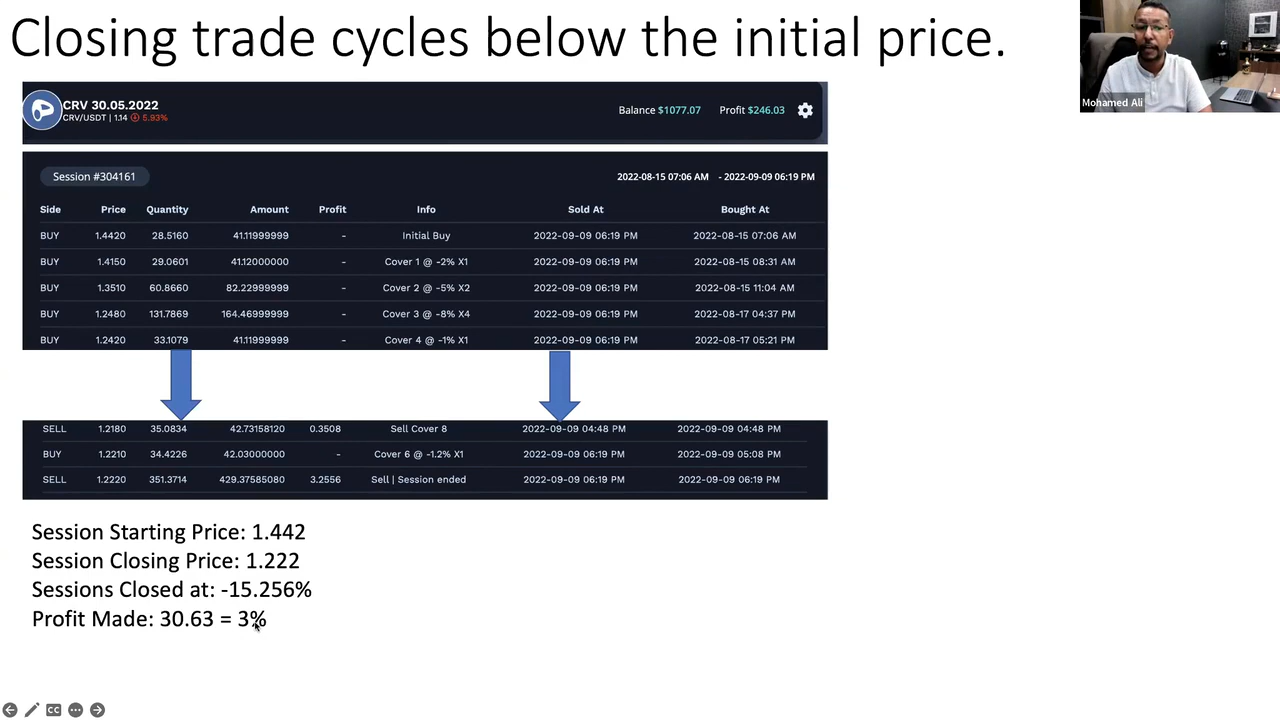 Closing trade cycles below the initial price.
Mohamed Ali
CRV 30.05.2022
CRV/USDT | 1.14 5.93%
Balance $1077.07 Profit $246.03
Session #304161 2022-08-15 07:06 AM - 2022-09-09 06:19 PM
Side Price Quantity Amount Profit Info Sold At Bought At
BUY 1.4420 28.5160 41.11999999 - Initial Buy 2022-09-09 06:19 PM 2022-08-15 07:06 AM
BUY 1.4150 29.0601 41.12000000 - Cover 1 @ -2% X1 2022-09-09 06:19 PM 2022-08-15 08:31 AM
BUY 1.3510 60.8660 82.22999999 - Cover 2 @ -5% X2 2022-09-09 06:19 PM 2022-08-15 11:04 AM
BUY 1.2480 131.7869 164.46999999 - Cover 3 @ -8% X4 2022-09-09 06:19 PM 2022-08-17 04:37 PM
BUY 1.2420 33.1079 41.11999999 - Cover 4 @ -1% X1 2022-09-09 06:19 PM 2022-08-17 05:21 PM
SELL 1.2180 35.0834 42.73158120 0.3508 Sell Cover 8 2022-09-09 04:48 PM 2022-09-09 04:48 PM
BUY 1.2210 34.4226 42.03000000 - Cover 6 @ -1.2% X1 2022-09-09 06:19 PM 2022-09-09 05:08 PM
SELL 1.2220 351.3714 429.37585080 3.2556 Sell | Session ended 2022-09-09 06:19 PM 2022-09-09 06:19 PM
Session Starting Price: 1.442
Session Closing Price: 1.222
Sessions Closed at: -15.256%
Profit Made: 30.63 = 3%
CC